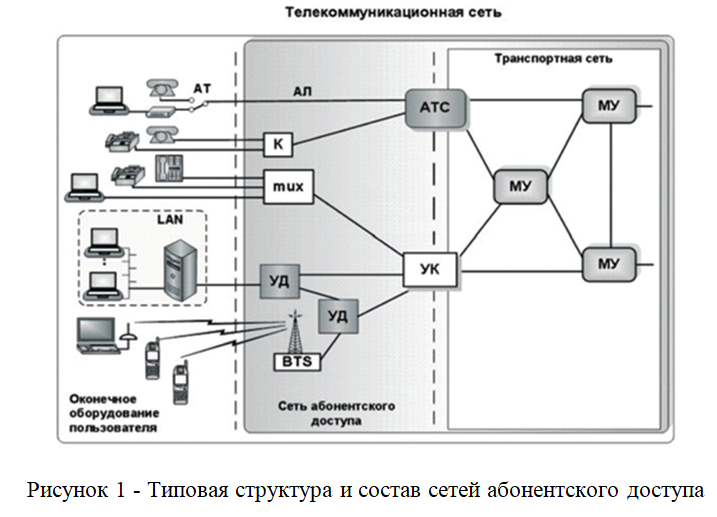 Телекоммуникационная сеть
Транспортная сеть
АТ
АЛ
АТС
МУ
К
mux
МУ
LAN
УК
МУ
УД
УД
BTS
Оконечное
оборудование
пользователя
Сеть абонентского
доступа
Рисунок 1 - Типовая структура и состав сетей абонентского доступа